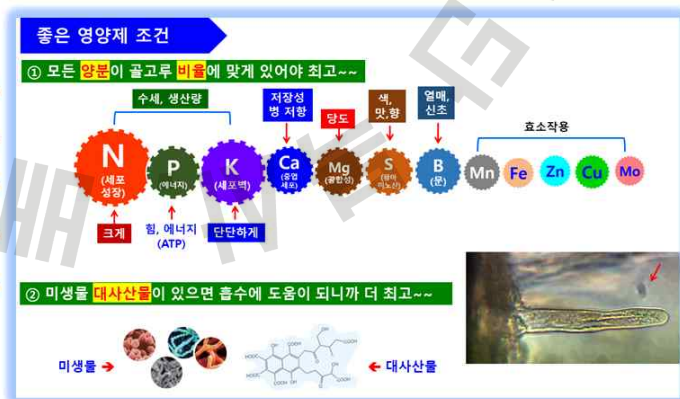 좋은 영양제 조건
① 모든 양분이 골고루 비율에 맞게 있어야 최고~~
수세, 생산량
저장성
병 저항
당도
색,
맛,향
열매,
신초
효소작용
N
(세포
성장)
P
(에너지)
K
(세포벽)
Ca
(중엽
세포)
Mg
(광합성)
S
(함아
미노산)
B
(문)
Mn
Fe
Zn
Cu
Mo
크게
힘, 에너지
(ATP)
단단하게
② 미생물 대사산물이 있으면 흡수에 도움이 되니까 더 최고~~
미생물
대사산물